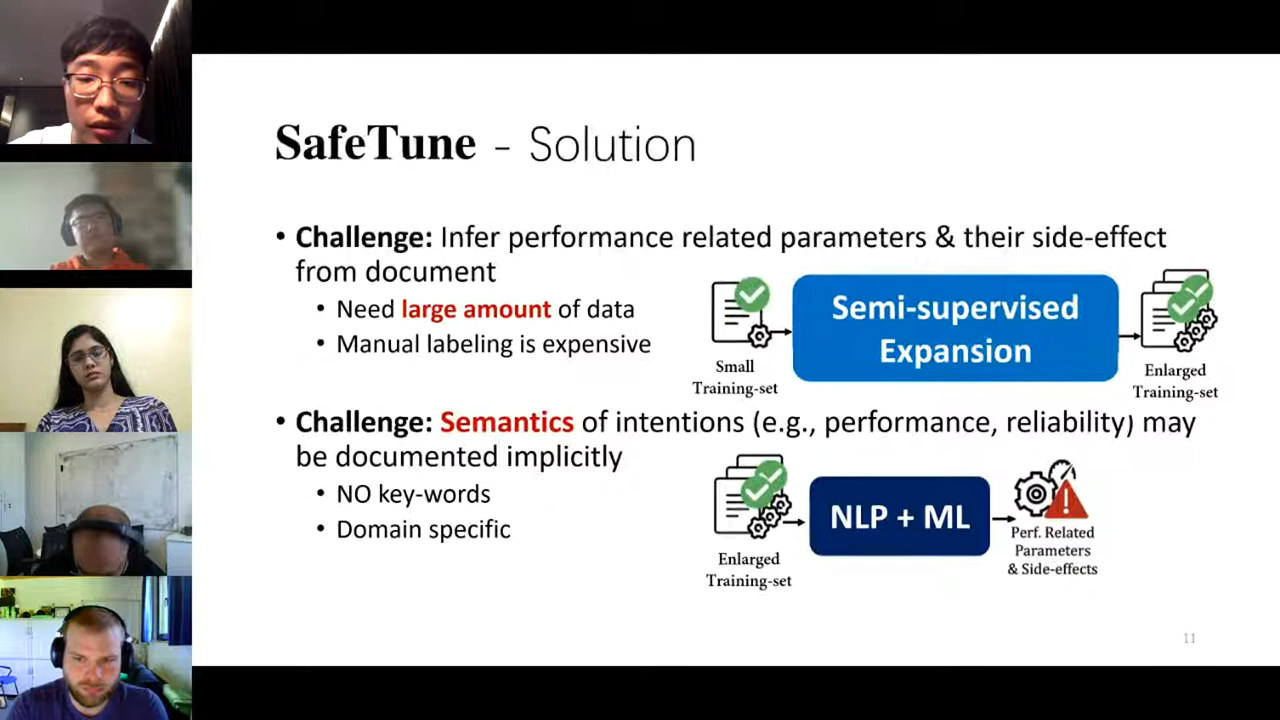 SafeTune - Solution
• Challenge: Infer performance related parameters & their side-effect
from document
• Need large amount of data
• Manual labeling is expensive
Small
Training-set
Semi-supervised
Expansion
Enlarged
Training-set
• Challenge: Semantics of intentions (e.g., performance, reliability) may
be documented implicitly
• NO key-words
• Domain specific
Enlarged
Training-set
NLP + ML
Perf. Related
Parameters
& Side-effects
11